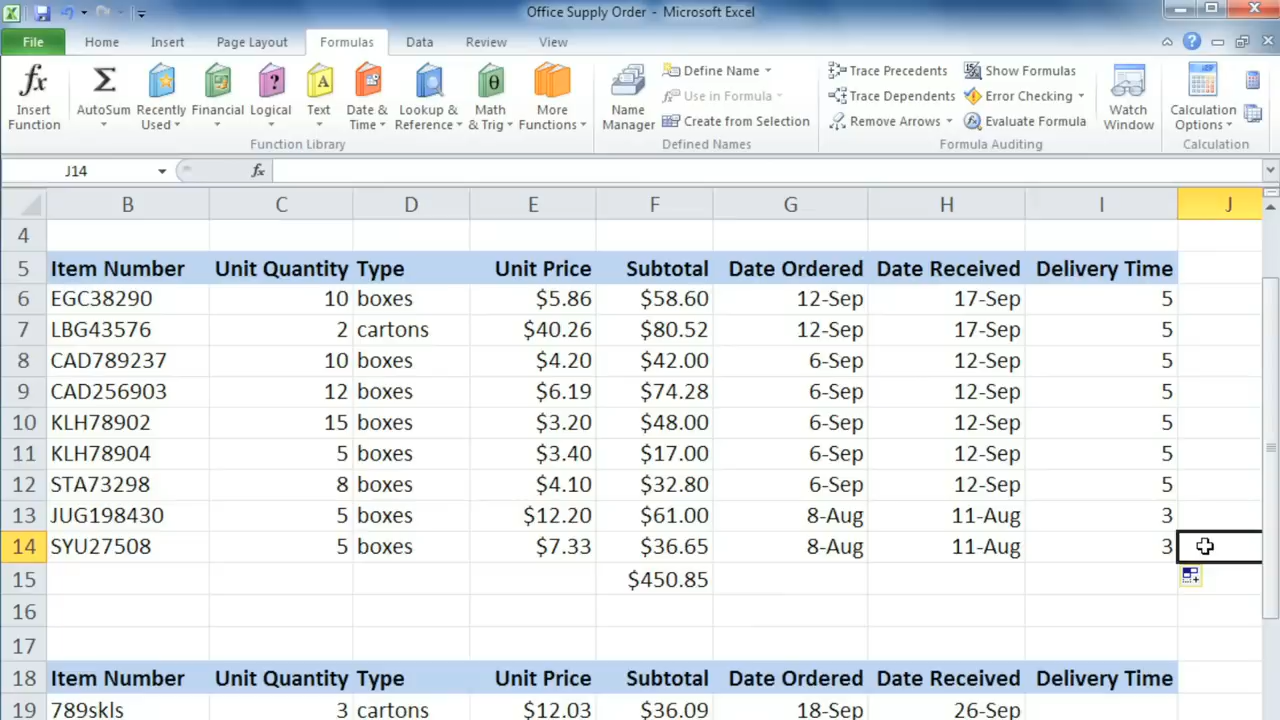 Office Supply Order - Microsoft Excel
File Home Insert Page Layout Formulas Data Review View
fx Σ ? A θ Define Name Trace Precedents Show Formulas
Use in Formula Trace Dependents Error Checking
Insert Function AutoSum Recently Used Financial Logical Text Date & Time Lookup & Reference Math & Trig More Functions Name Manager Create from Selection Remove Arrows Evaluate Formula Watch Window Calculation Options
Function Library Defined Names Formula Auditing Calculation
J14 fx
B C D E F G H I J
4
5 Item Number Unit Quantity Type Unit Price Subtotal Date Ordered Date Received Delivery Time
6 EGC38290 10 boxes $5.86 $58.60 12-Sep 17-Sep 5
7 LBG43576 2 cartons $40.26 $80.52 12-Sep 17-Sep 5
8 CAD789237 10 boxes $4.20 $42.00 6-Sep 12-Sep 5
9 CAD256903 12 boxes $6.19 $74.28 6-Sep 12-Sep 5
10 KLH78902 15 boxes $3.20 $48.00 6-Sep 12-Sep 5
11 KLH78904 5 boxes $3.40 $17.00 6-Sep 12-Sep 5
12 STA73298 8 boxes $4.10 $32.80 6-Sep 12-Sep 5
13 JUG198430 5 boxes $12.20 $61.00 8-Aug 11-Aug 3
14 SYU27508 5 boxes $7.33 $36.65 8-Aug 11-Aug 3
15 $450.85
16
17
18 Item Number Unit Quantity Type Unit Price Subtotal Date Ordered Date Received Delivery Time
19 789skls 3 cartons $12.03 $36.09 18-Sep 26-Sep